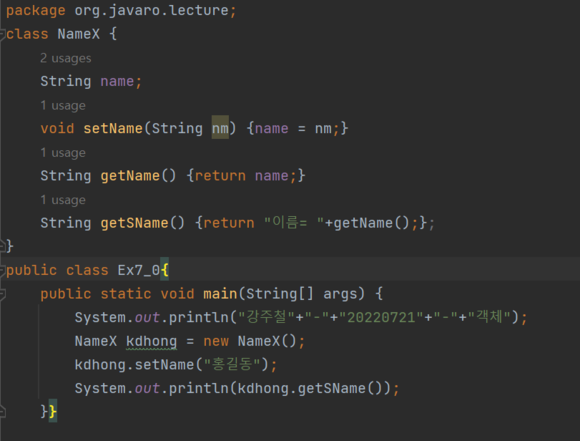 package org.javaro.lecture;
class NameX {
2 usages
String name;
1 usage
void setName(String nm) {name = nm;}
1 usage
String getName() {return name;}
1 usage
String getSName() {return "이름= "+getName();};
}
public class Ex7_0{
public static void main(String[] args) {
System.out.println("강주철"+"-"+"20220721"+"-"+"객체");
NameX kdhong = new NameX();
kdhong.setName("홍길동");
System.out.println(kdhong.getSName());
}}